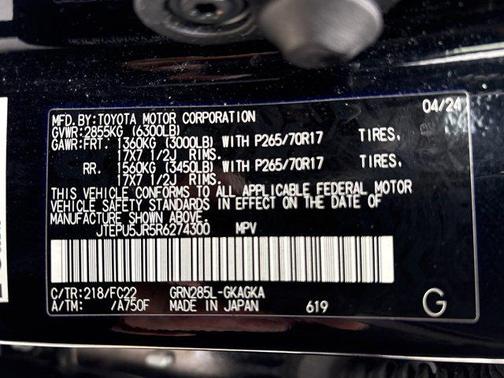 MFD. BY: TOYOTA MOTOR CORPORATION 04/24
GVWR: 2855KG (6300LB)
GAWR: FRT. 1360KG (3000LB) WITH P265/70R17 TIRES,
17X7 1/2J RIMS.
RR. 1560KG (3450LB) WITH P265/70R17 TIRES,
17X7 1/2J RIMS.
THIS VEHICLE CONFORMS TO ALL APPLICABLE FEDERAL MOTOR
VEHICLE SAFETY STANDARDS IN EFFECT ON THE DATE OF
MANUFACTURE SHOWN ABOVE.
JTEPU5JR5R6274300 MPV
C/TR: 218/FC22 GRN285L-GKAGKA
A/TM: /A750F MADE IN JAPAN 619 G